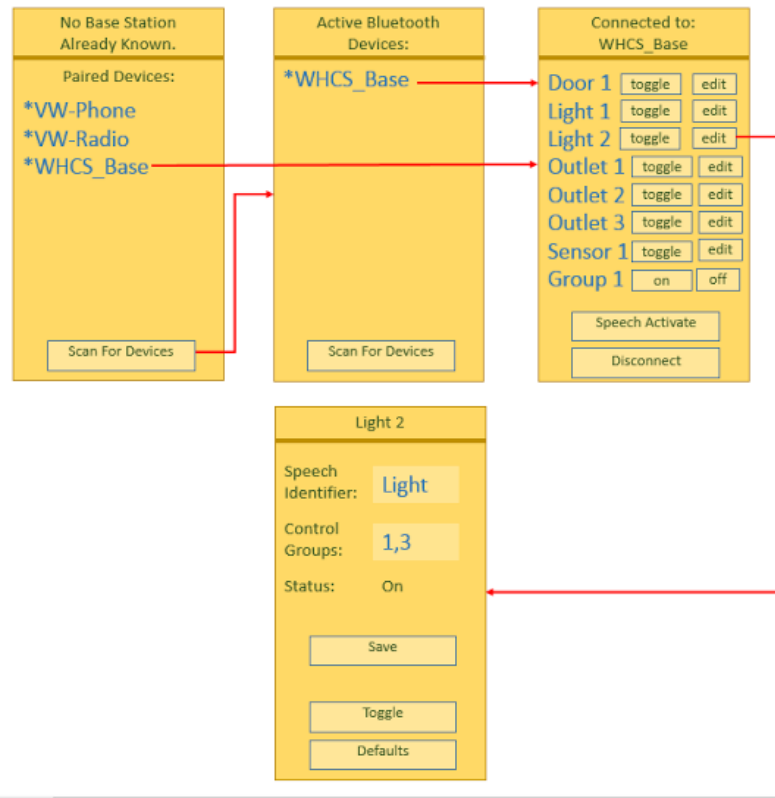 No Base Station
Already Known.
Paired Devices:
*VW-Phone
*VW-Radio
*WHCS_Base
Scan For Devices
Active Bluetooth
Devices:
*WHCS_Base
Scan For Devices
Connected to:
WHCS_Base
Door 1 toggle edit
Light 1 toggle edit
Light 2 toggle edit
Outlet 1 toggle edit
Outlet 2 toggle edit
Outlet 3 toggle edit
Sensor 1 toggle edit
Group 1 on off
Speech Activate
Disconnect
Light 2
Speech
Identifier: Light
Control
Groups: 1,3
Status: On
Save
Toggle
Defaults